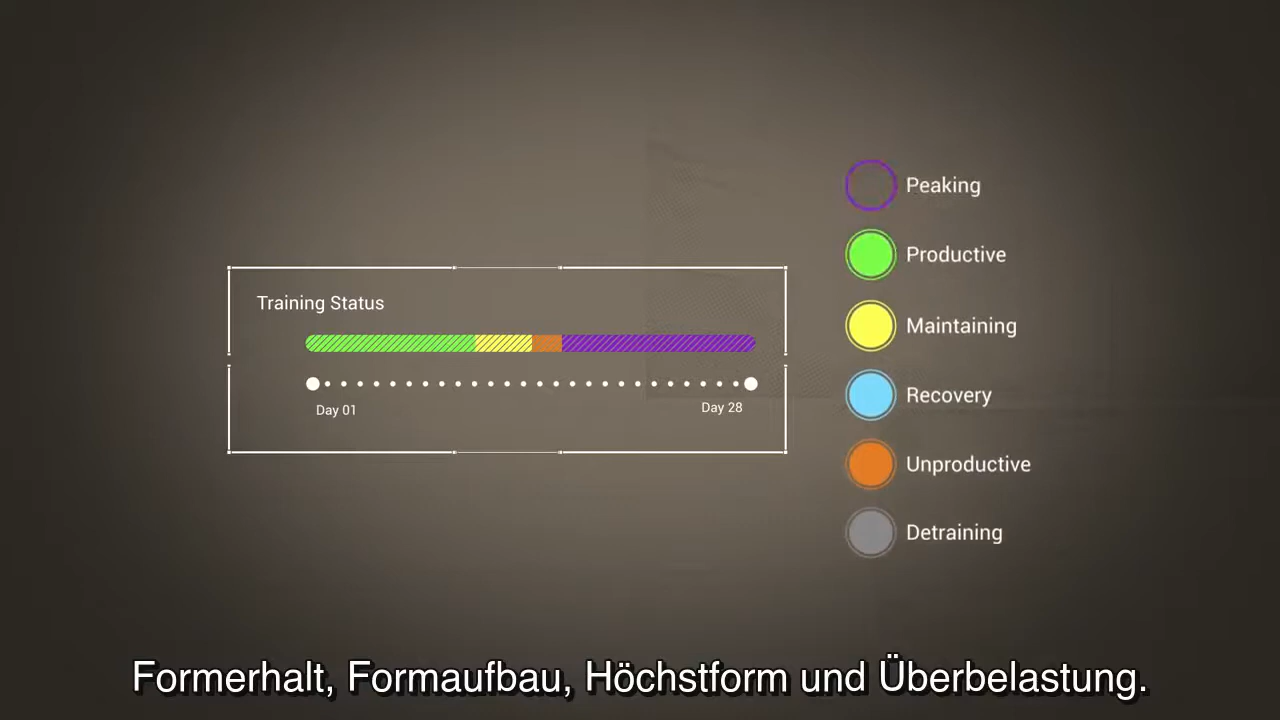 Peaking
Productive
Training Status
Maintaining
Recovery
Day 01
Day 28
Unproductive
Detraining
Formerhalt, Formaufbau, Höchstform und Überbelastung.